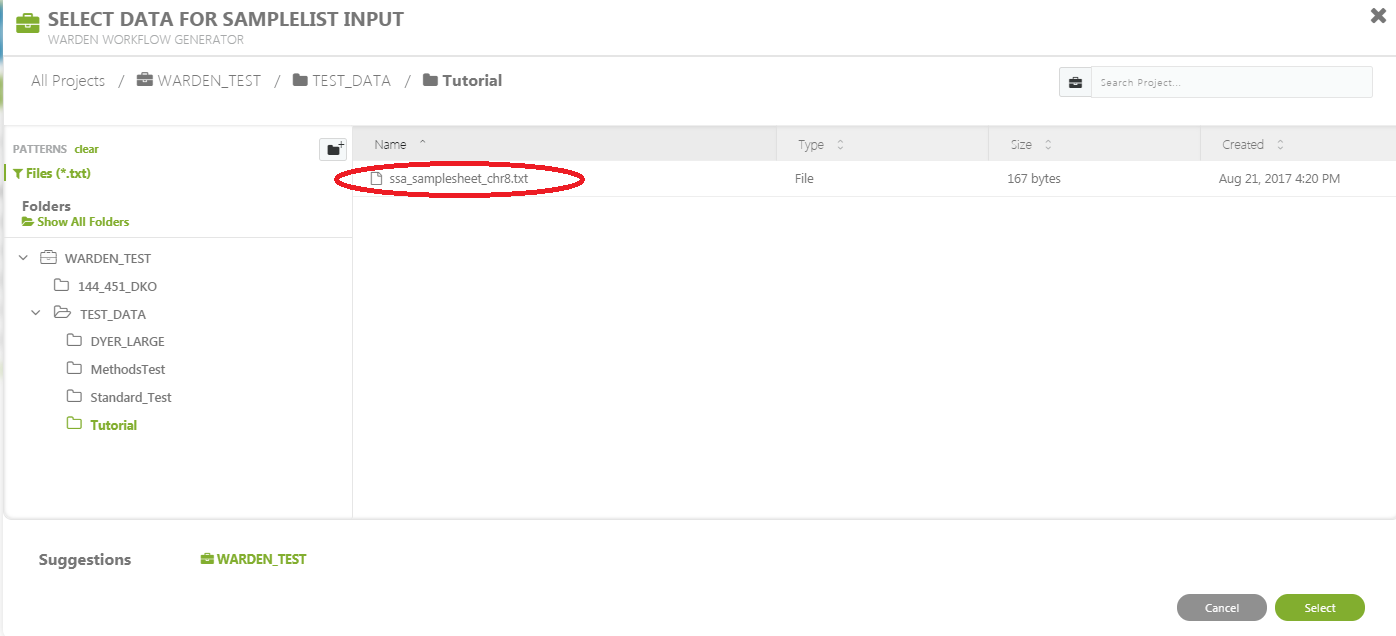 SELECT DATA FOR SAMPLELIST INPUT
WARDEN WORKFLOW GENERATOR
All Projects / WARDEN_TEST / TEST_DATA / Tutorial
Search Project...
PATTERNS clear
Files (*.txt)
Folders
Show All Folders
WARDEN_TEST
144_451_DKO
TEST_DATA
DYER_LARGE
MethodsTest
Standard_Test
Tutorial
Name Type Size Created
ssa_samplesheet_chr8.txt File 167 bytes Aug 21, 2017 4:20 PM
Suggestions WARDEN_TEST
Cancel Select